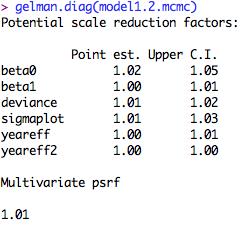 > gelman.diag(model1.2.mcmc)
Potential scale reduction factors:
Point est. Upper C.I.
beta0 1.02 1.05
beta1 1.00 1.01
deviance 1.01 1.02
sigmaplot 1.01 1.03
yeareff 1.00 1.01
yeareff2 1.00 1.00
Multivariate psrf
1.01